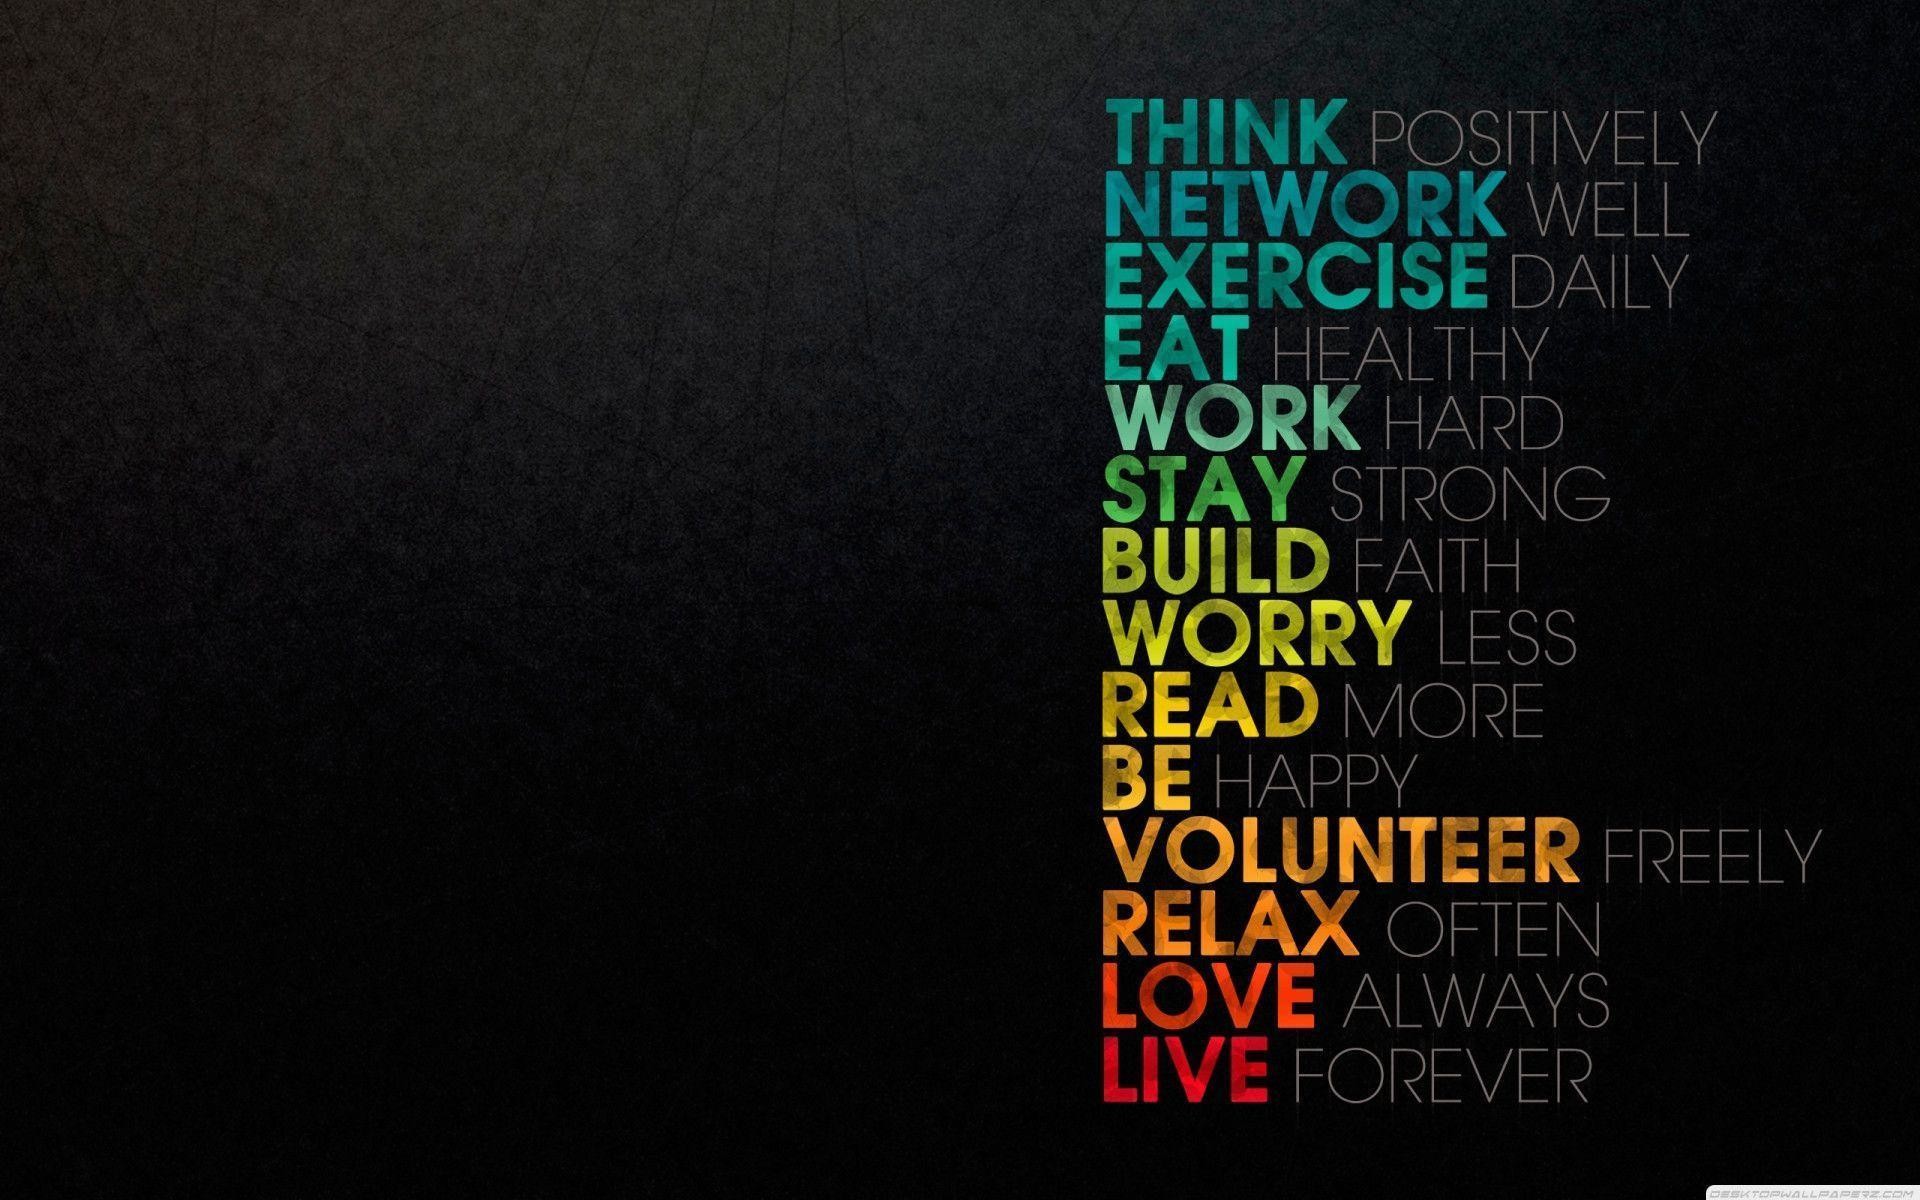 THINK POSITIVELY
NETWORK WELL
EXERCISE DAILY
EAT HEALTHY
WORK HARD
STAY STRONG
BUILD FAITH
WORRY LESS
READ MORE
BE HAPPY
VOLUNTEER FREELY
RELAX OFTEN
LOVE ALWAYS
LIVE FOREVER
DESKTOPWALLPAPERZ.COM